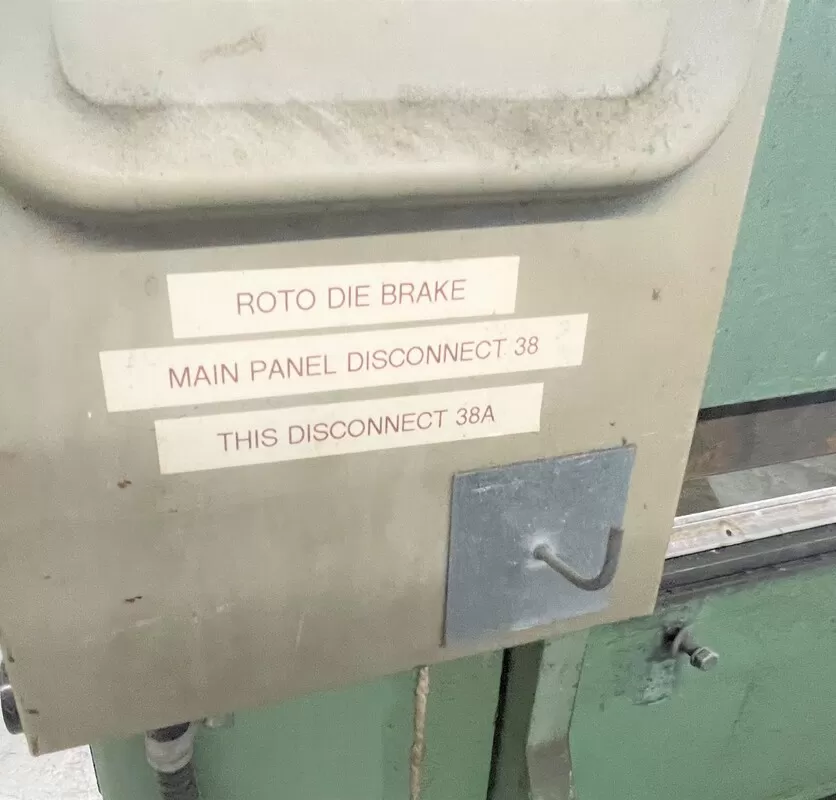 ROTO DIE BRAKE
MAIN PANEL DISCONNECT 38
THIS DISCONNECT 38A